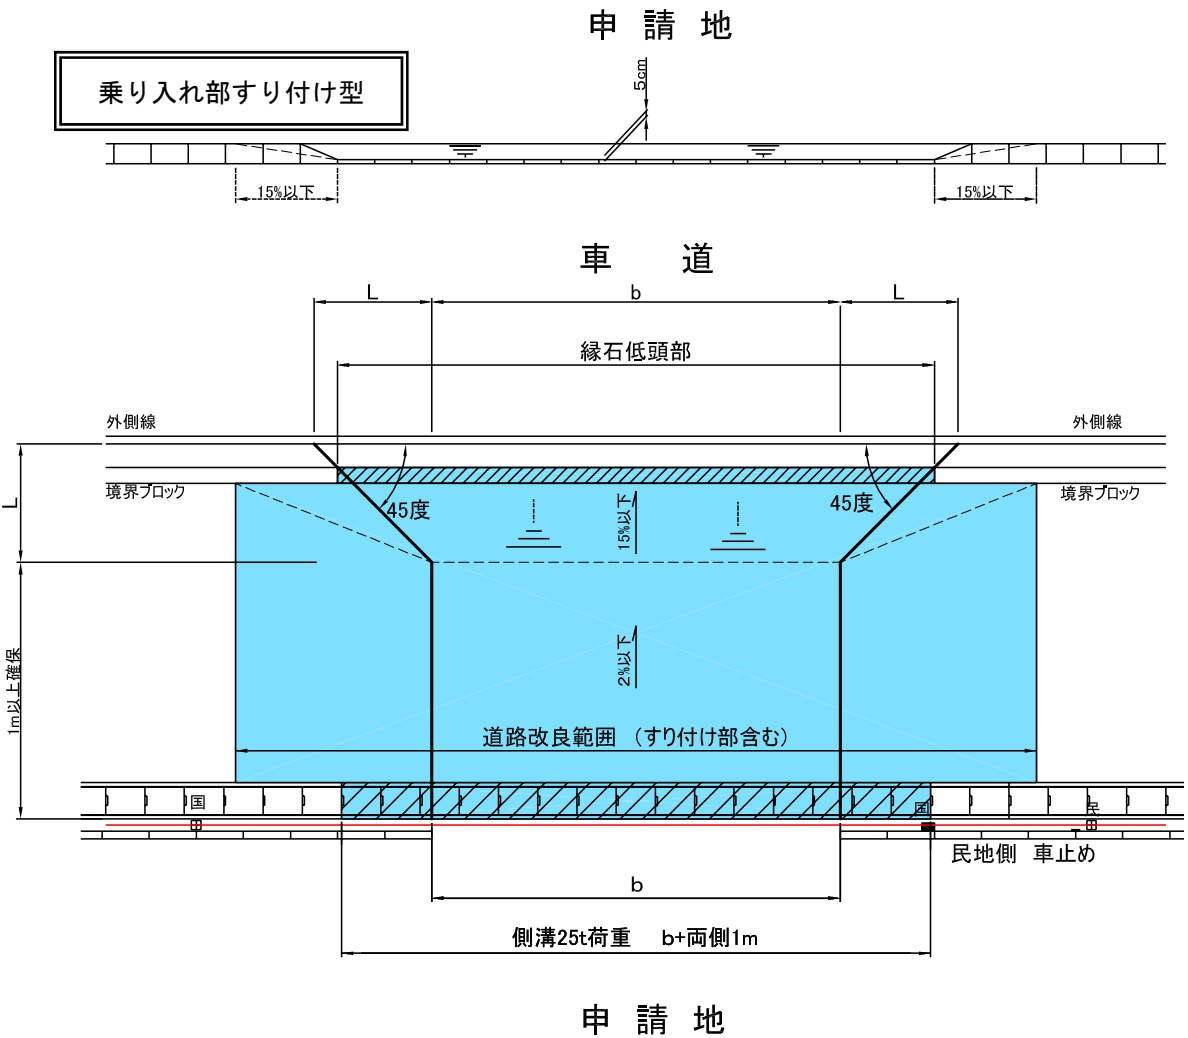 申 請 地
乗り入れ部すり付け型
5cm
15%以下
15%以下
車 道
L
b
L
縁石低頭部
外側線
外側線
境界ブロック
境界ブロック
L
45度
45度
15%以下
1m以上確保
2%以下
道路改良範囲 (すり付け部含む)
国
国
民
民地側 車止め
b
側溝25t荷重 b+両側1m
申 請 地